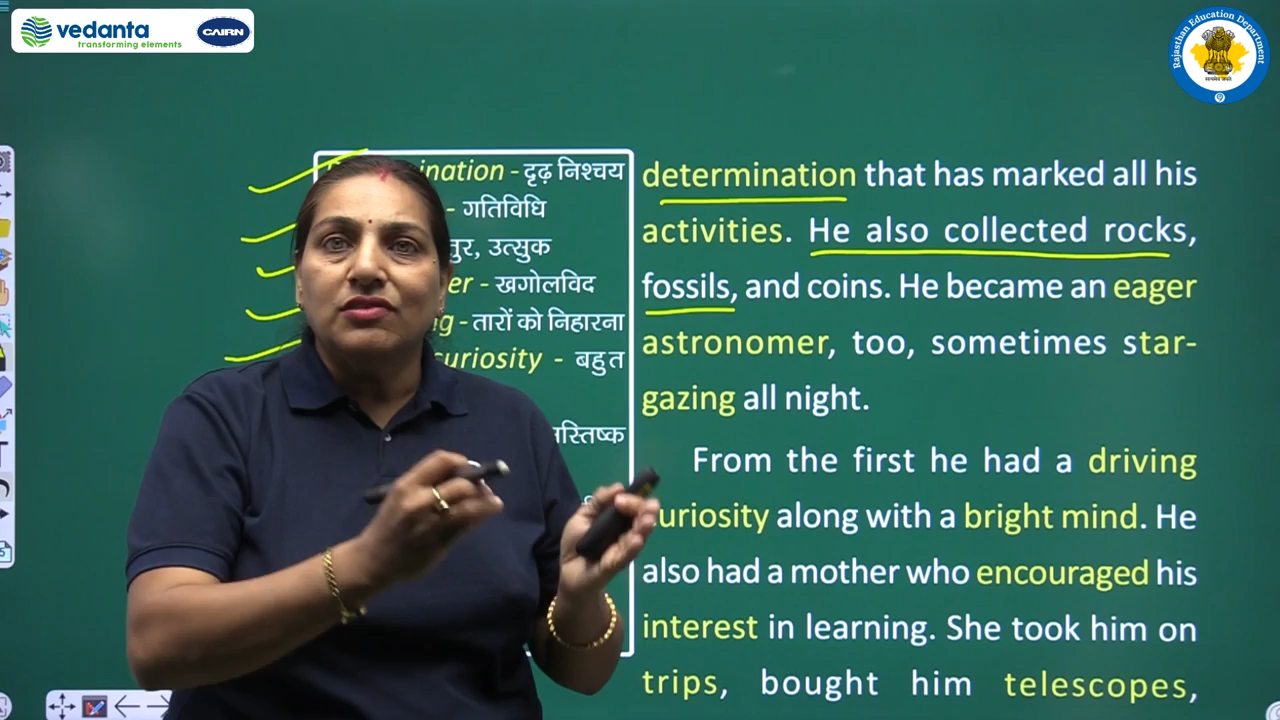 vedanta
transforming elements
CAIRN
Rajasthan Education Department
- दृढ़ निश्चय
- गतिविधि
उत्सुक
- खगोलविद
- तारों को निहारना
curiosity - बहुत
determination that has marked all his
activities. He also collected rocks,
fossils, and coins. He became an eager
astronomer, too, sometimes star-
gazing all night.
From the first he had a driving
curiosity along with a bright mind. He
also had a mother who encouraged his
interest in learning. She took him on
trips, bought him telescopes,